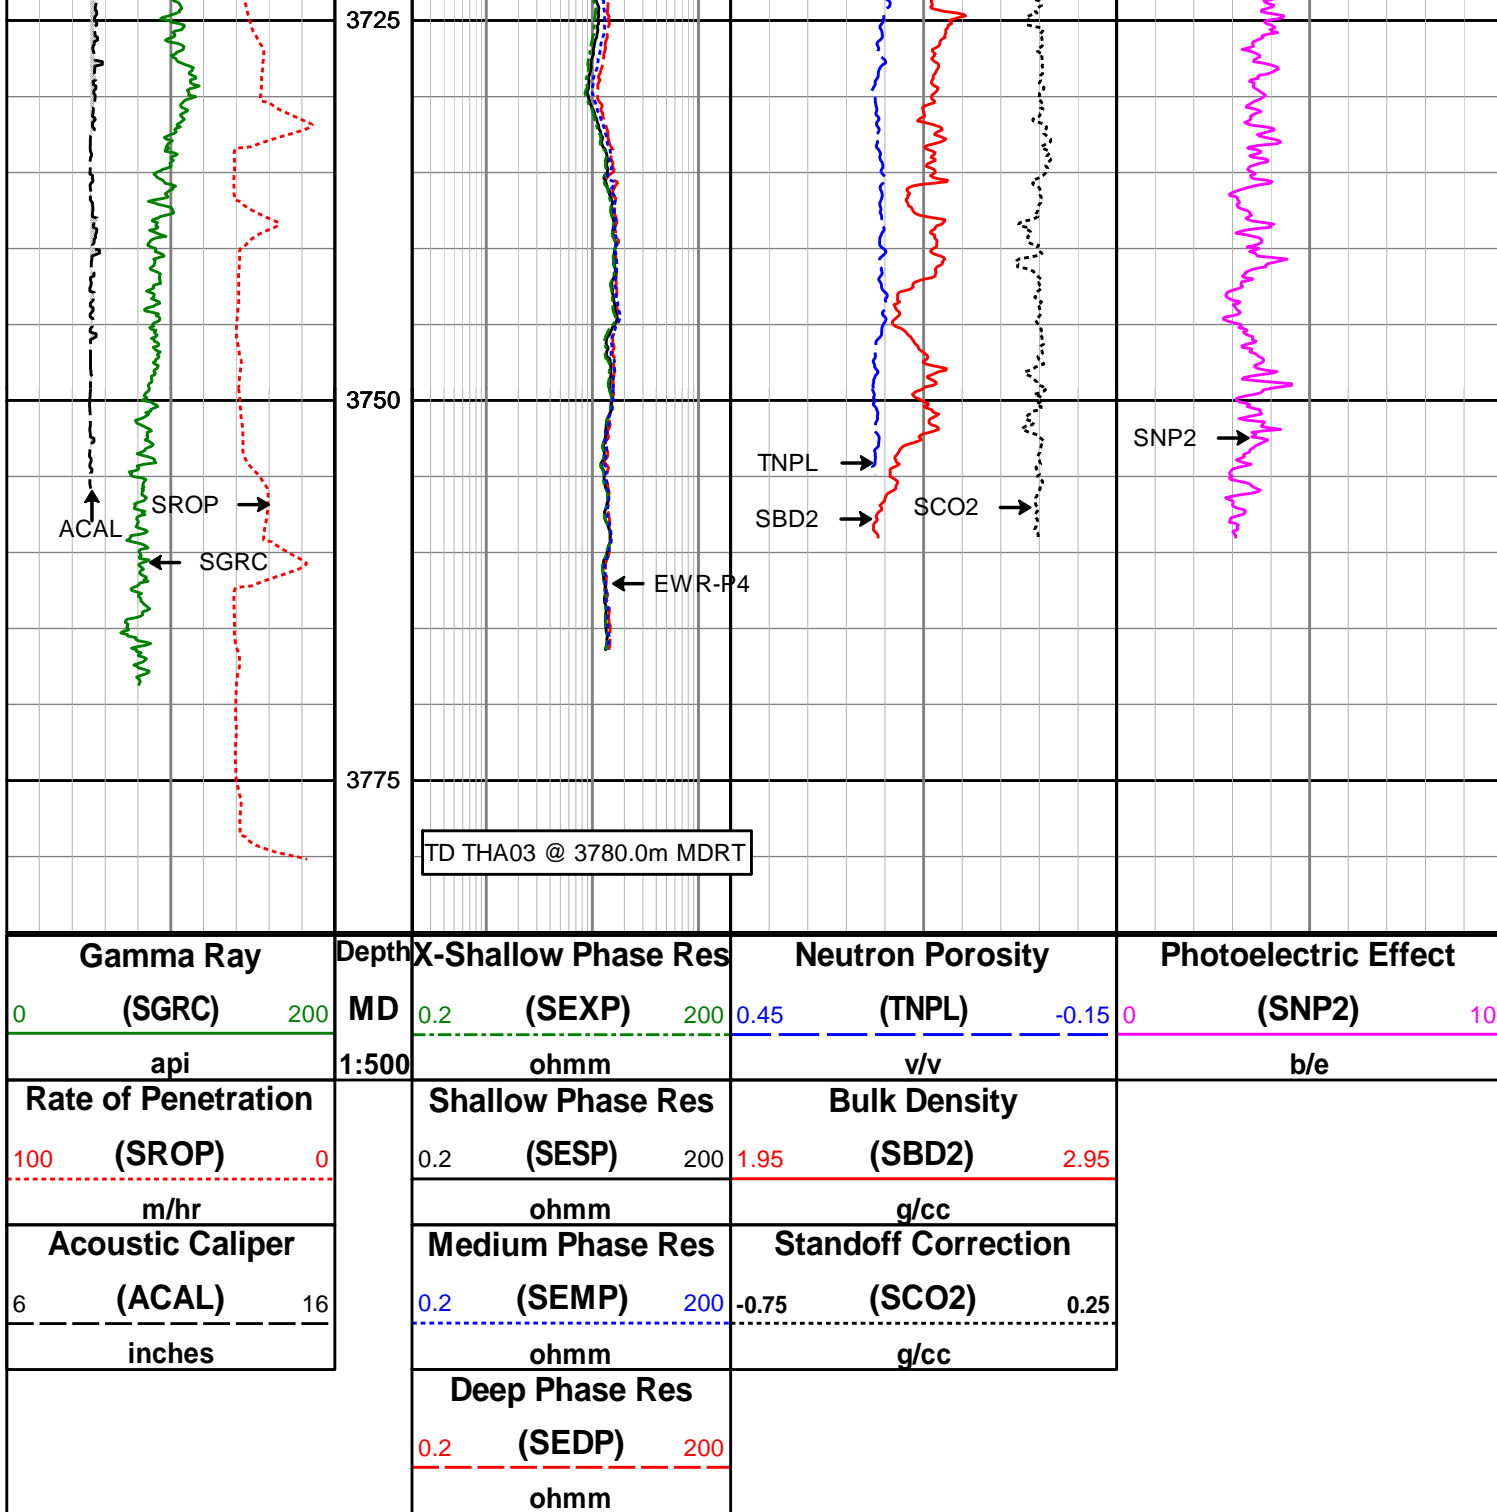 3725
3750
SNP2
TNPL
SROP
SCO2
SBD2
ACAL
SGRC
EWR-P4
3775
TD THA03 @ 3780.0m MDRT
Gamma Ray
0 (SGRC) 200
api
Depth
MD
1:500
X-Shallow Phase Res
0.2 (SEXP) 200
ohmm
Neutron Porosity
0.45 (TNPL) -0.15
v/v
Photoelectric Effect
0 (SNP2) 10
b/e
Rate of Penetration
100 (SROP) 0
m/hr
Shallow Phase Res
0.2 (SESP) 200
ohmm
Bulk Density
1.95 (SBD2) 2.95
g/cc
Acoustic Caliper
6 (ACAL) 16
inches
Medium Phase Res
0.2 (SEMP) 200
ohmm
Standoff Correction
-0.75 (SCO2) 0.25
g/cc
Deep Phase Res
0.2 (SEDP) 200
ohmm